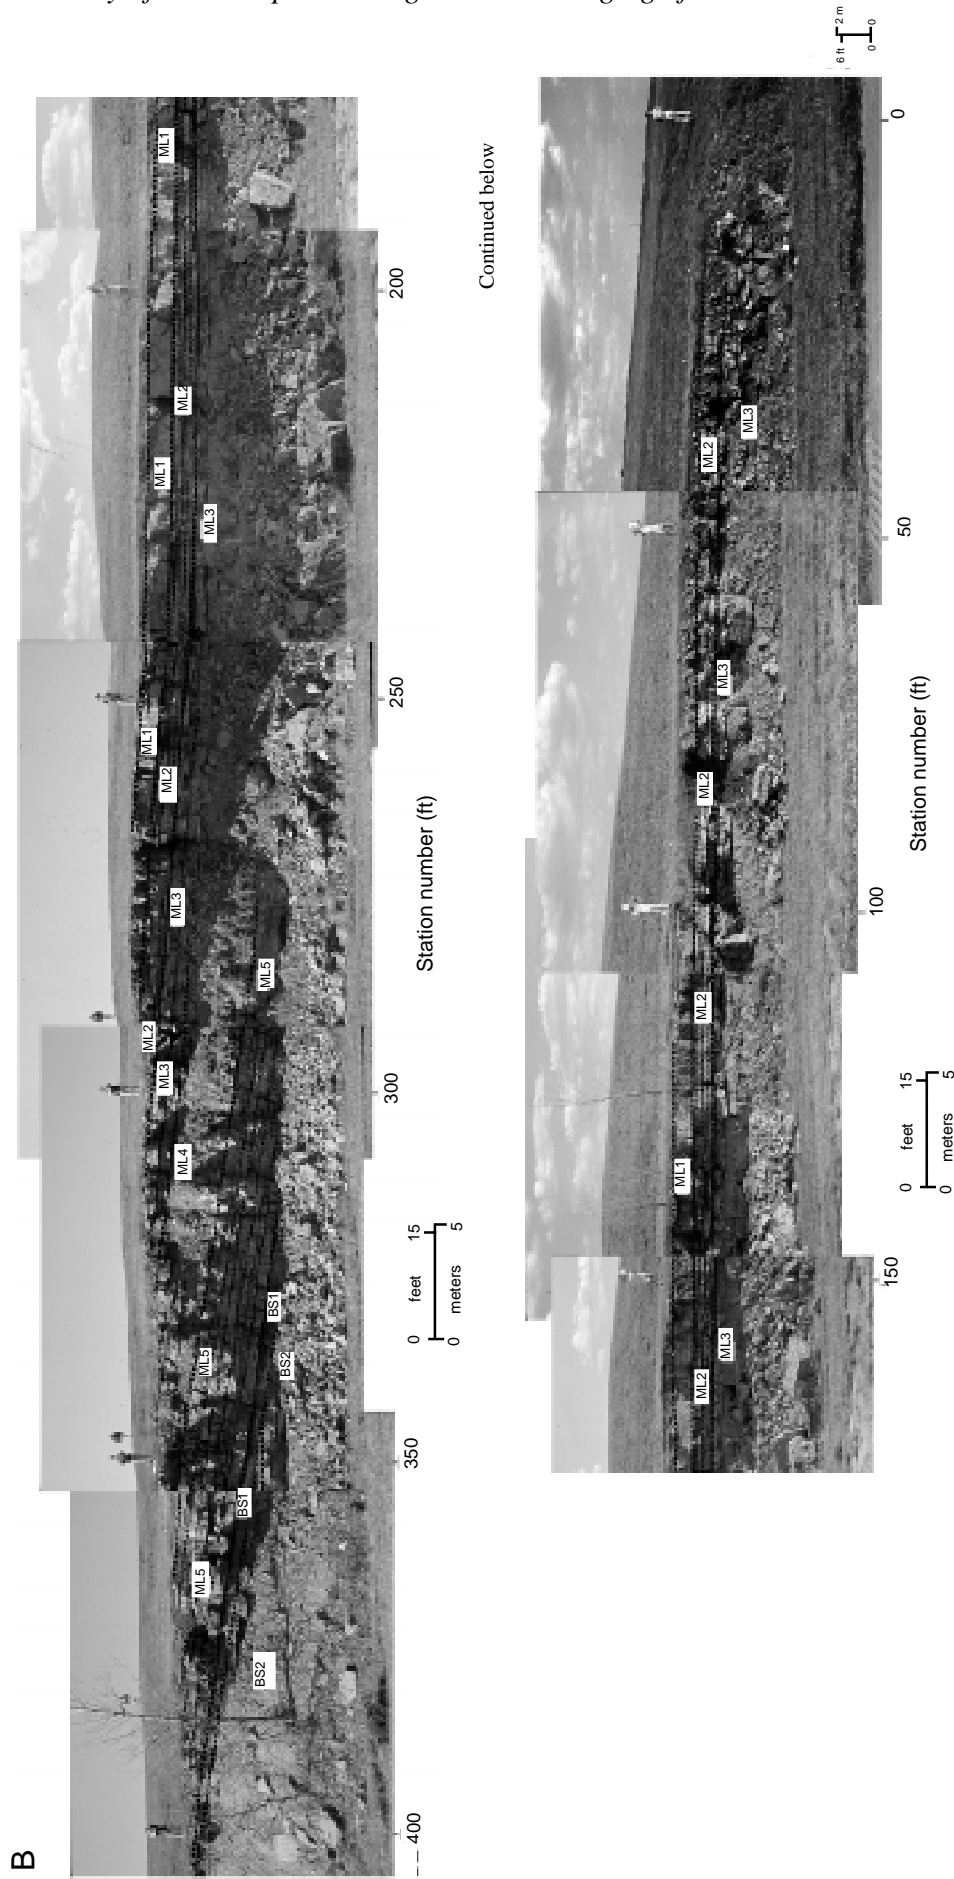 B
BS2
ML5
BS1
BS2
ML5
BS1
ML4
ML3
ML2
ML5
ML3
ML2
ML1
ML3
ML1
ML2
ML1
400 350 300 250 200
0 feet 15
0 meters 5
Station number (ft)
Continued below
ML2
ML3
ML1
ML2
ML2
ML3
ML2
ML3
150 100 50 0
0 feet 15
0 meters 5
Station number (ft)
6 ft 2 m
0 0